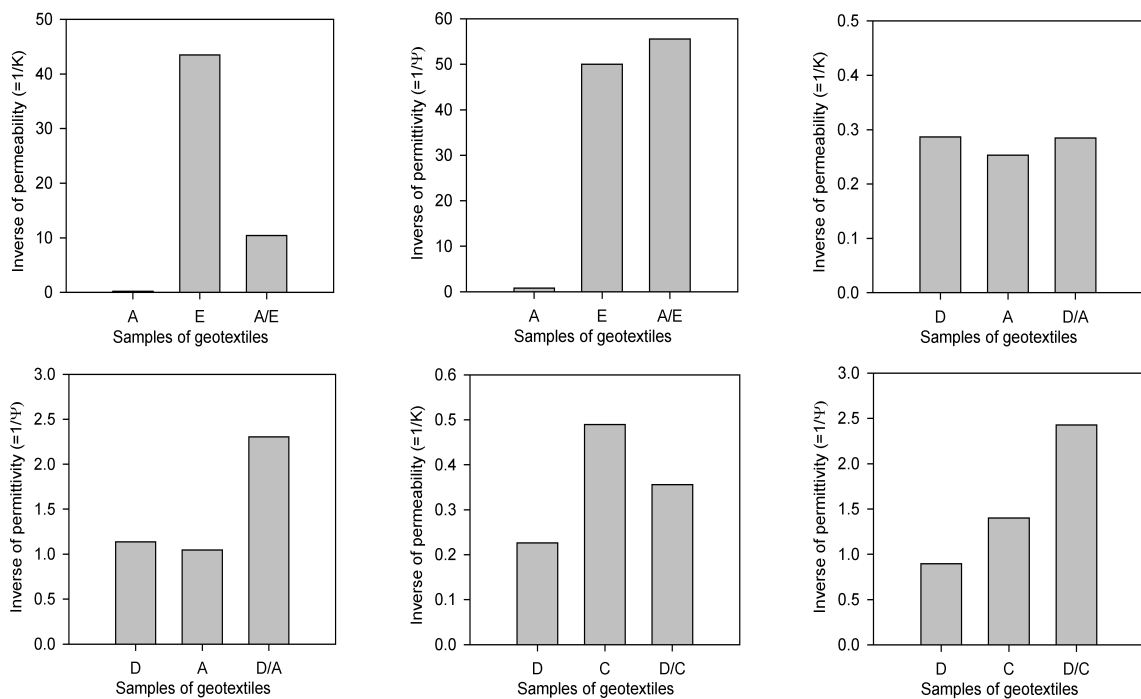 Inverse of permeability (=1/K)
50
40
30
20
10
0
A E A/E
Samples of geotextiles
Inverse of permittivity (=1/Ψ)
60
50
40
30
20
10
0
A E A/E
Samples of geotextiles
Inverse of permeability (=1/K)
0.5
0.4
0.3
0.2
0.1
0.0
D A D/A
Samples of geotextiles
Inverse of permittivity (=1/Ψ)
3.0
2.5
2.0
1.5
1.0
0.5
0.0
D A D/A
Samples of geotextiles
Inverse of permeability (=1/K)
0.6
0.5
0.4
0.3
0.2
0.1
0.0
D C D/C
Samples of geotextiles
Inverse of permittivity (=1/Ψ)
3.0
2.5
2.0
1.5
1.0
0.5
0.0
D C D/C
Samples of geotextiles